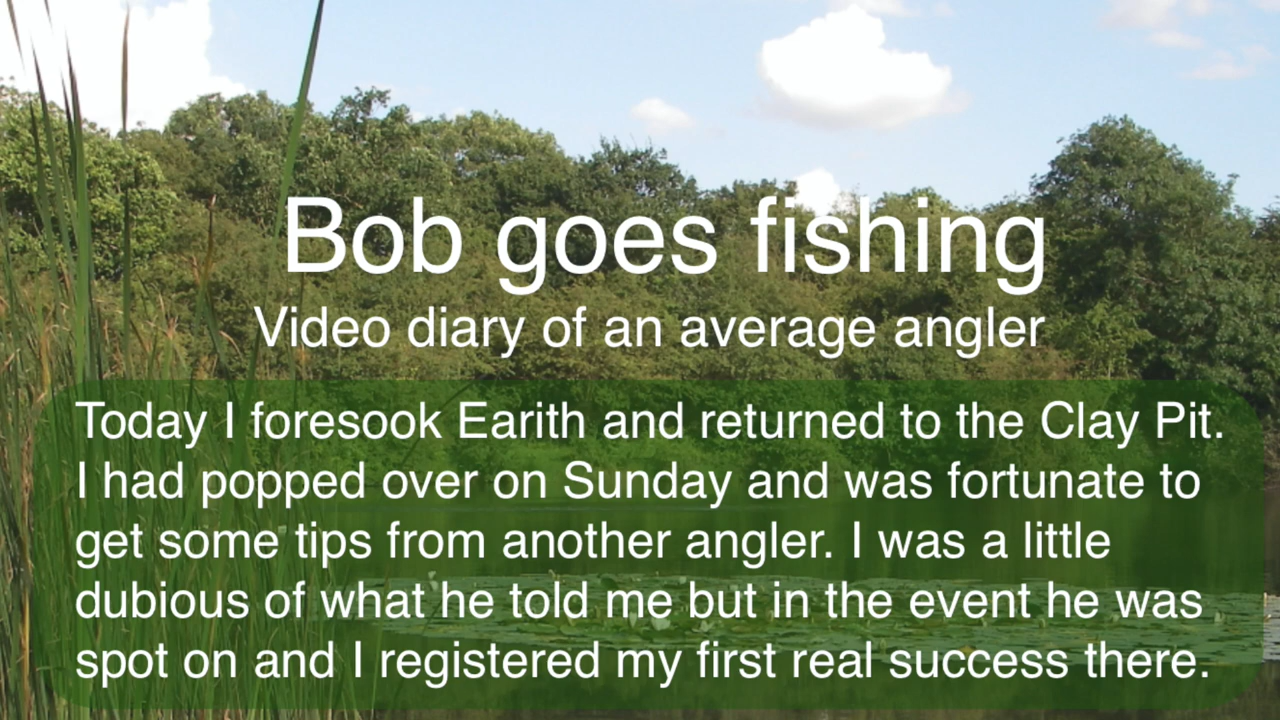 Bob goes fishing
Video diary of an average angler
Today I foresook Earith and returned to the Clay Pit.
I had popped over on Sunday and was fortunate to
get some tips from another angler. I was a little
dubious of what he told me but in the event he was
spot on and I registered my first real success there.